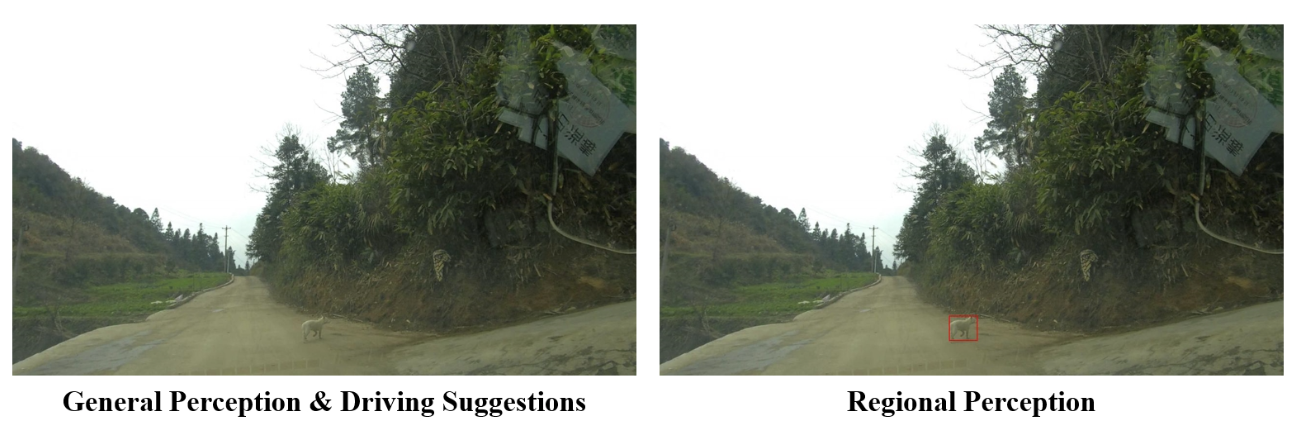 General Perception & Driving Suggestions
Regional Perception